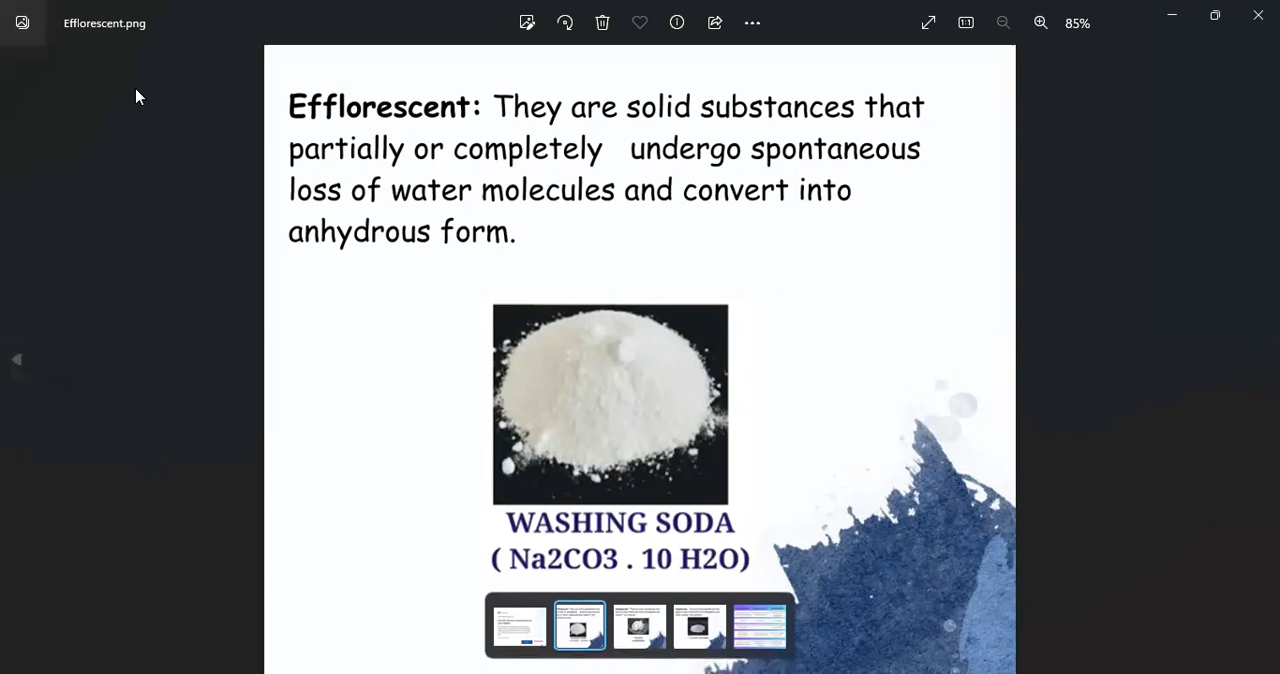 Efflorescent.png
85%
Efflorescent: They are solid substances that
partially or completely undergo spontaneous
loss of water molecules and convert into
anhydrous form.
WASHING SODA
( Na2CO3 . 10 H2O)